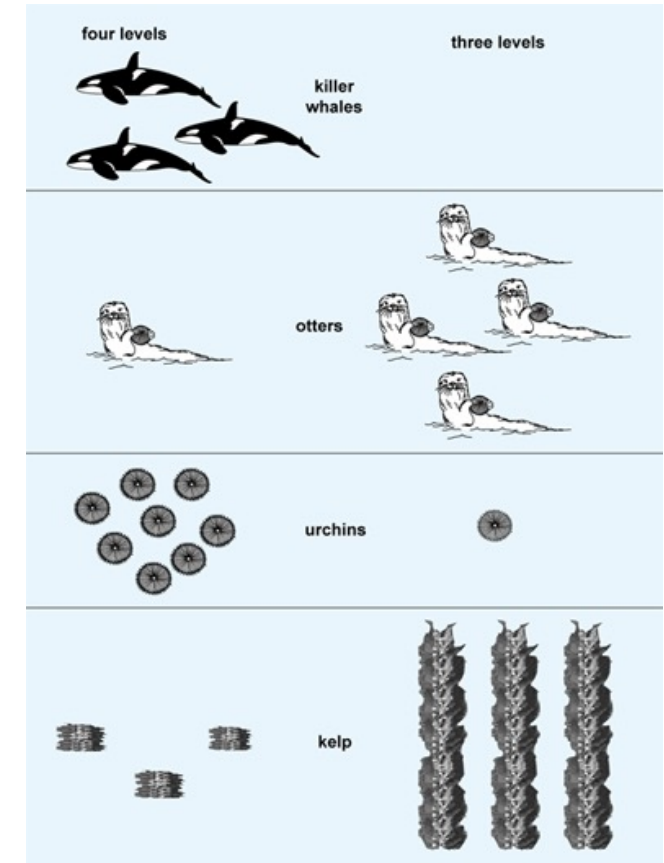 four levels
three levels
killer
whales
otters
urchins
kelp